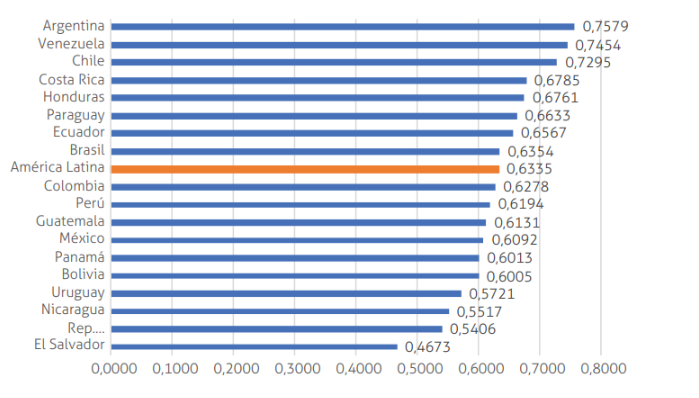 Argentina 0,7579
Venezuela 0,7454
Chile 0,7295
Costa Rica 0,6785
Honduras 0,6761
Paraguay 0,6633
Ecuador 0,6567
Brasil 0,6354
América Latina 0,6335
Colombia 0,6278
Perú 0,6194
Guatemala 0,6131
México 0,6092
Panamá 0,6013
Bolivia 0,6005
Uruguay 0,5721
Nicaragua 0,5517
Rep.... 0,5406
El Salvador 0,4673
0,0000 0,1000 0,2000 0,3000 0,4000 0,5000 0,6000 0,7000 0,8000